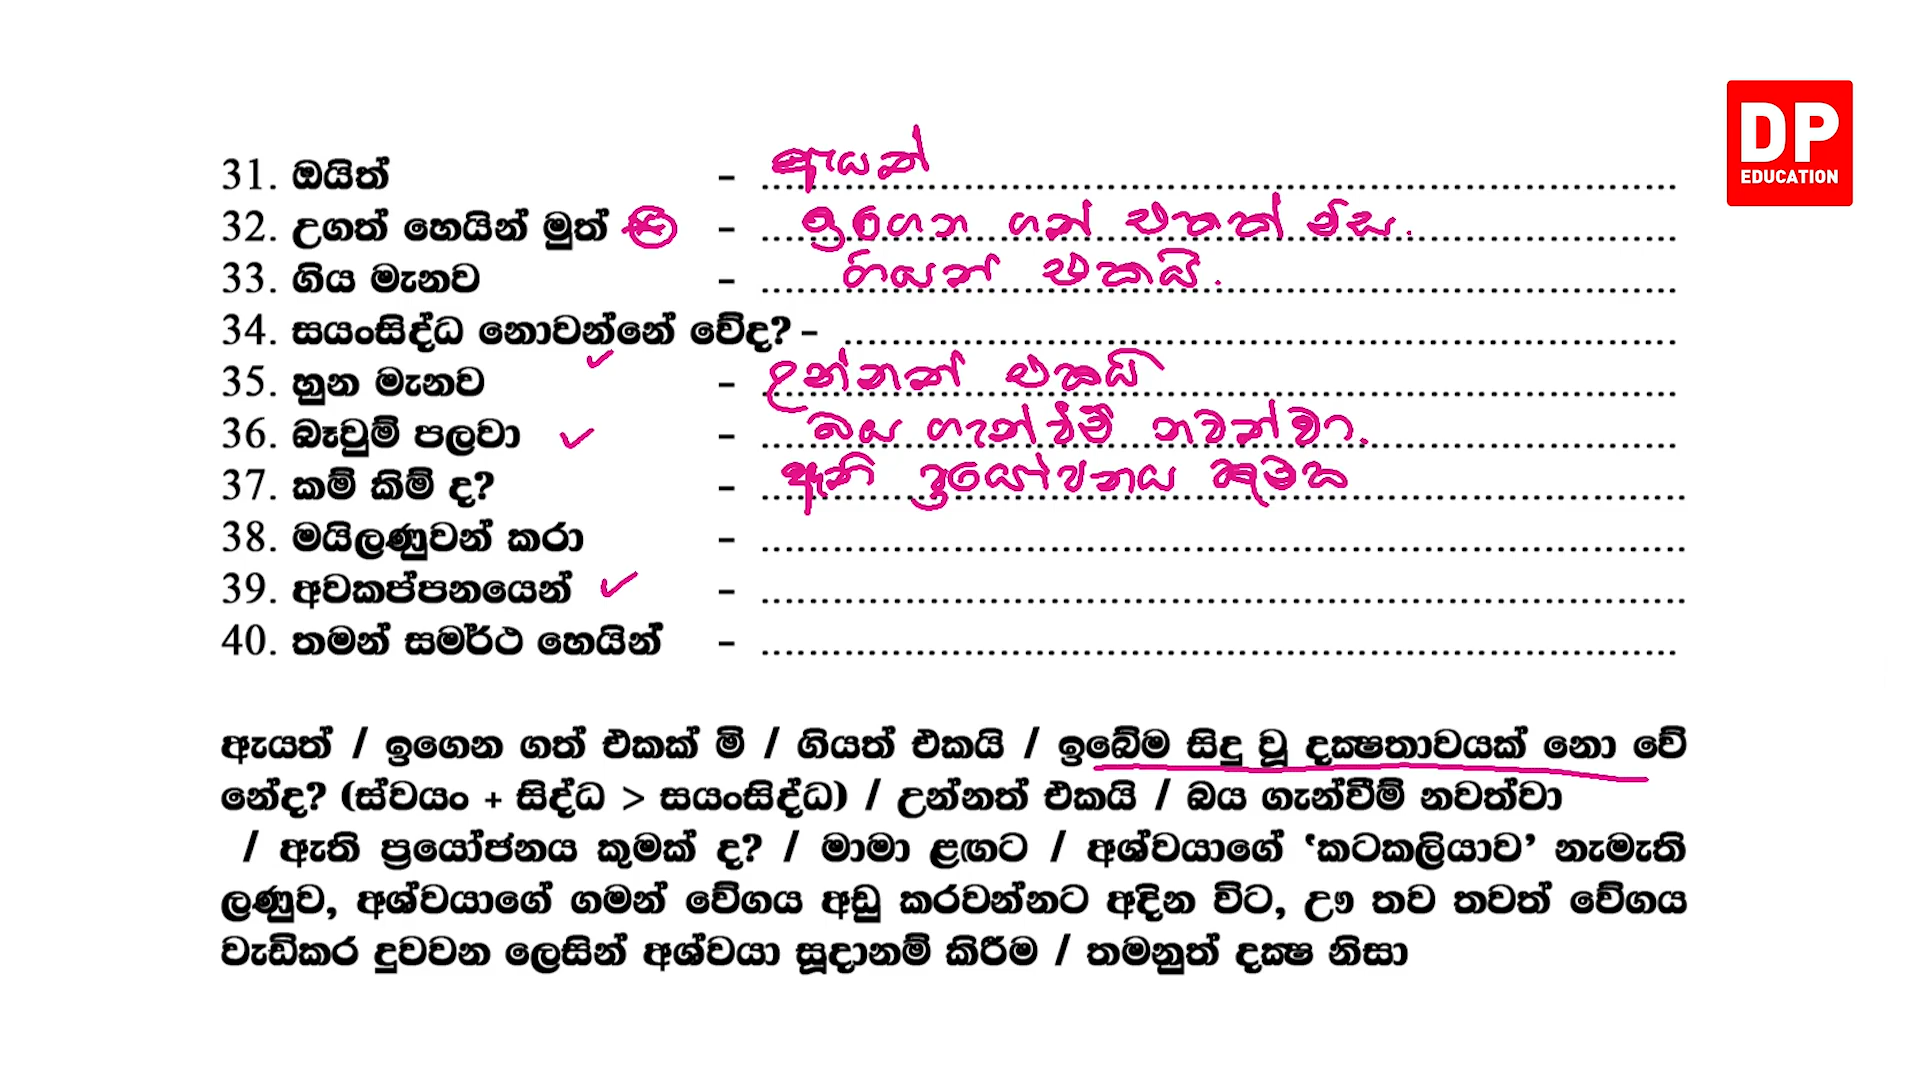 DP
EDUCATION
31. ඔයිත් – ඇයත්
32. උගත් හෙයින් මුත් – ඉගෙන ගත් එකක් මිස.
33. ගිය මැනව – ගියත් එකයි.
34. සයංසිද්ධ නොවන්නේ වේද? –
35. හුන මැනව – උන්නත් එකයි
36. බෑවුම් පලවා – බය ගැන්වීම් නවත්වා.
37. කම් කිම් ද? – ඇති ප්‍රයෝජනය කුමක
38. මයිලණුවන් කරා –
39. අවකප්පනයෙන් –
40. තමන් සමර්ථ හෙයින් –
ඇයත් / ඉගෙන ගත් එකක් මි / ගියත් එකයි / ඉබේම සිදු වූ දක්‍ෂතාවයක් නො වේ
නේද? (ස්වයං + සිද්ධ > සයංසිද්ධ) / උන්නත් එකයි / බය ගැන්වීම් නවත්වා
/ ඇති ප්‍රයෝජනය කුමක් ද? / මාමා ළඟට / අශ්වයාගේ ‘කටකලියාව’ නැමැති
ලණුව, අශ්වයාගේ ගමන් වේගය අඩු කරවන්නට අදින විට, ඌ තව තවත් වේගය
වැඩිකර දුවවන ලෙසින් අශ්වයා සූදානම් කිරීම / තමනුත් දක්‍ෂ නිසා